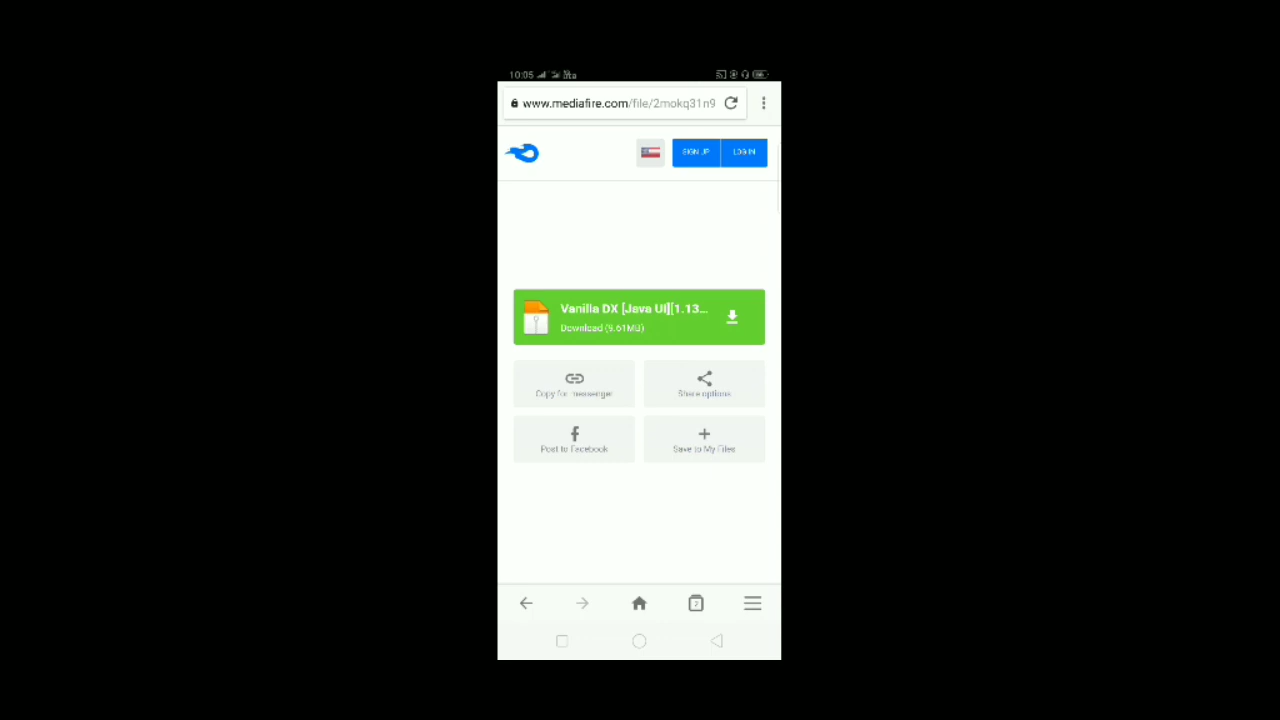 10:05
www.mediafire.com/file/2mokq31n9
SIGN UP
LOG IN
Vanilla DX [Java UI][1.13...
Download (9.61MB)
Copy for messenger
Share options
Post to Facebook
Save to My Files
2